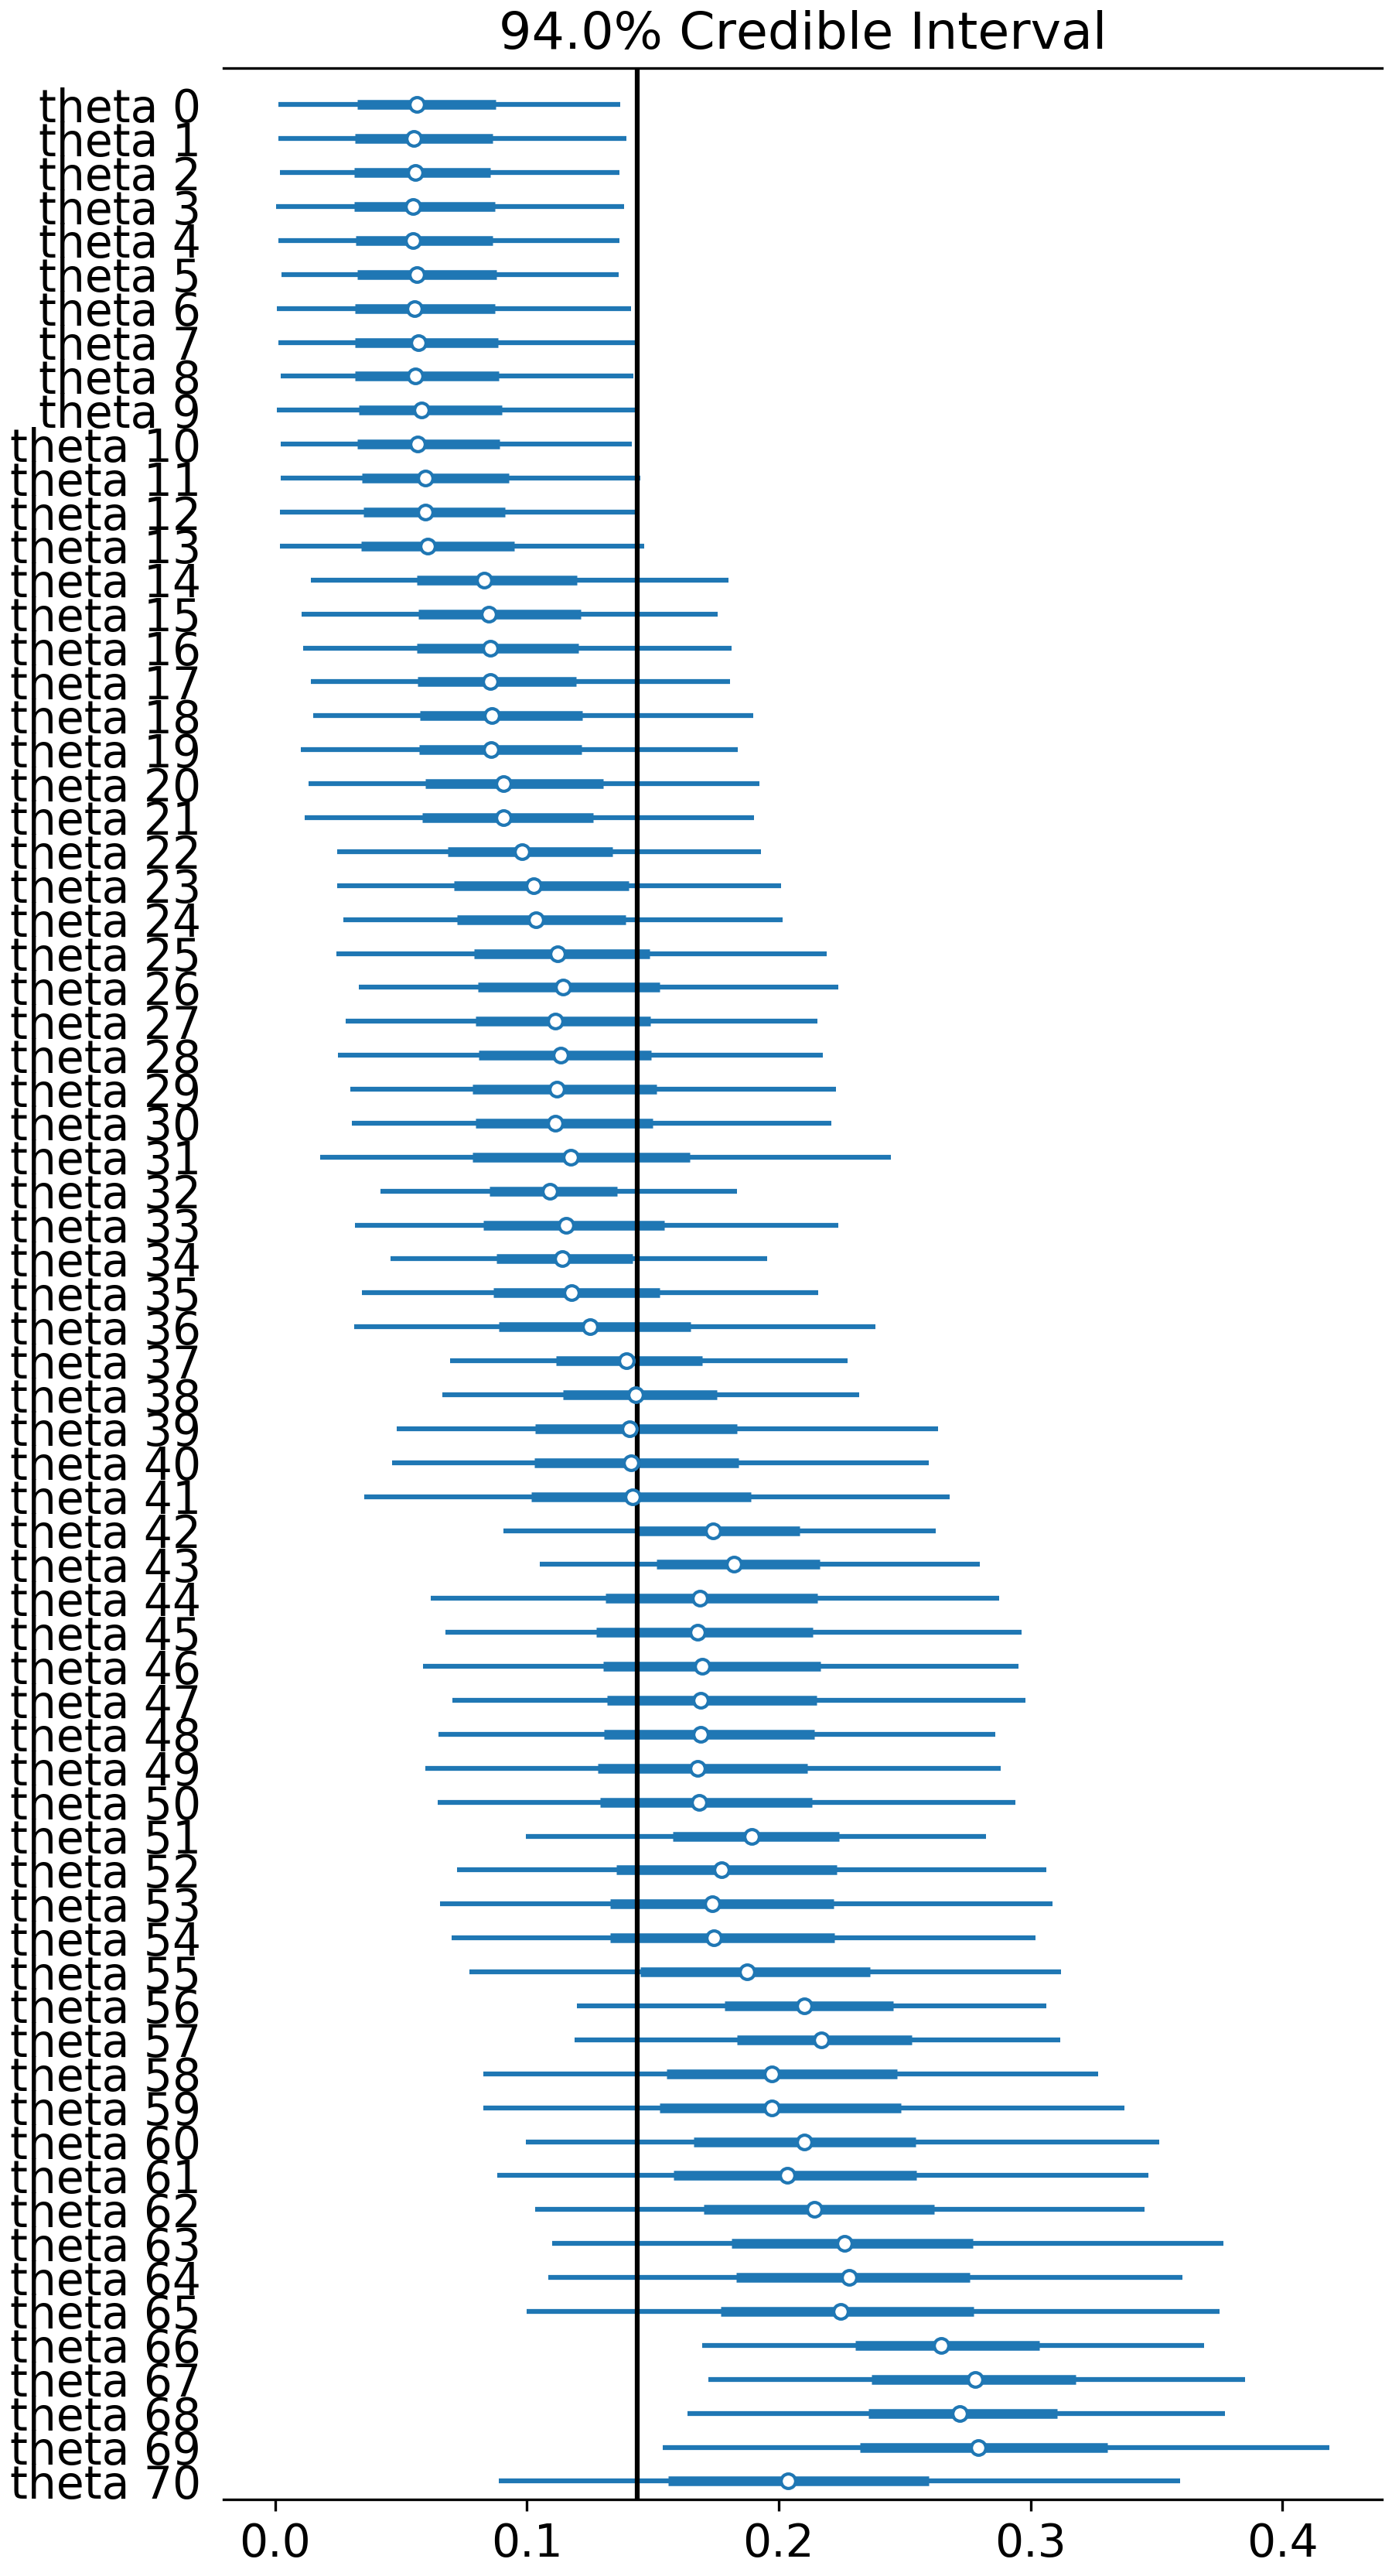 94.0% Credible Interval
theta 0
theta 1
theta 2
theta 3
theta 4
theta 5
theta 6
theta 7
theta 8
theta 9
theta 10
theta 11
theta 12
theta 13
theta 14
theta 15
theta 16
theta 17
theta 18
theta 19
theta 20
theta 21
theta 22
theta 23
theta 24
theta 25
theta 26
theta 27
theta 28
theta 29
theta 30
theta 31
theta 32
theta 33
theta 34
theta 35
theta 36
theta 37
theta 38
theta 39
theta 40
theta 41
theta 42
theta 43
theta 44
theta 45
theta 46
theta 47
theta 48
theta 49
theta 50
theta 51
theta 52
theta 53
theta 54
theta 55
theta 56
theta 57
theta 58
theta 59
theta 60
theta 61
theta 62
theta 63
theta 64
theta 65
theta 66
theta 67
theta 68
theta 69
theta 70
0.0 0.1 0.2 0.3 0.4